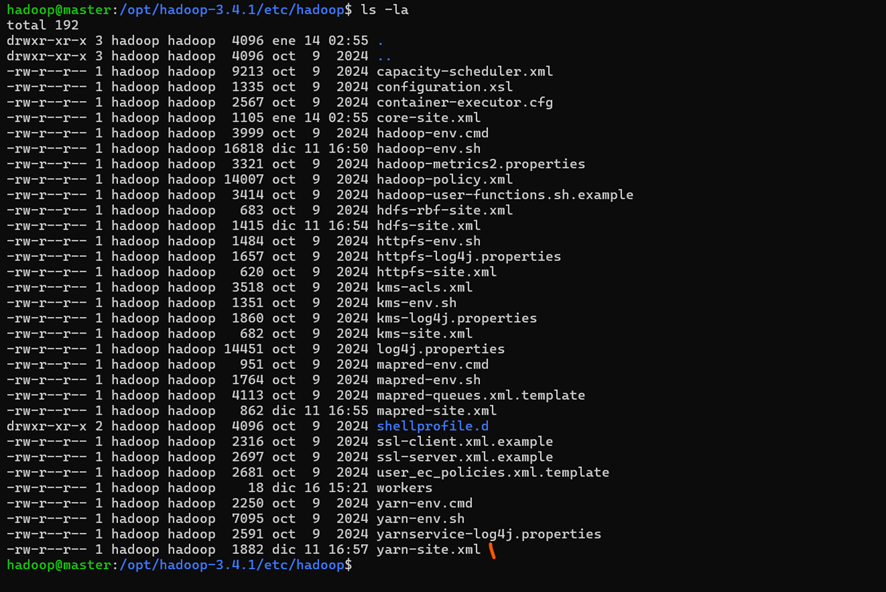 hadoop@master:/opt/hadoop-3.4.1/etc/hadoop$ ls -la
total 192
drwxr-xr-x 3 hadoop hadoop  4096 ene 14 02:55 .
drwxr-xr-x 3 hadoop hadoop  4096 oct  9  2024 ..
-rw-r--r-- 1 hadoop hadoop  9213 oct  9  2024 capacity-scheduler.xml
-rw-r--r-- 1 hadoop hadoop  1335 oct  9  2024 configuration.xsl
-rw-r--r-- 1 hadoop hadoop  2567 oct  9  2024 container-executor.cfg
-rw-r--r-- 1 hadoop hadoop  1105 ene 14 02:55 core-site.xml
-rw-r--r-- 1 hadoop hadoop  3999 oct  9  2024 hadoop-env.cmd
-rw-r--r-- 1 hadoop hadoop 16818 dic 11 16:50 hadoop-env.sh
-rw-r--r-- 1 hadoop hadoop  3321 oct  9  2024 hadoop-metrics2.properties
-rw-r--r-- 1 hadoop hadoop 14007 oct  9  2024 hadoop-policy.xml
-rw-r--r-- 1 hadoop hadoop  3414 oct  9  2024 hadoop-user-functions.sh.example
-rw-r--r-- 1 hadoop hadoop   683 oct  9  2024 hdfs-rbf-site.xml
-rw-r--r-- 1 hadoop hadoop  1415 dic 11 16:54 hdfs-site.xml
-rw-r--r-- 1 hadoop hadoop  1484 oct  9  2024 httpfs-env.sh
-rw-r--r-- 1 hadoop hadoop  1657 oct  9  2024 httpfs-log4j.properties
-rw-r--r-- 1 hadoop hadoop   620 oct  9  2024 httpfs-site.xml
-rw-r--r-- 1 hadoop hadoop  3518 oct  9  2024 kms-acls.xml
-rw-r--r-- 1 hadoop hadoop  1351 oct  9  2024 kms-env.sh
-rw-r--r-- 1 hadoop hadoop  1860 oct  9  2024 kms-log4j.properties
-rw-r--r-- 1 hadoop hadoop   682 oct  9  2024 kms-site.xml
-rw-r--r-- 1 hadoop hadoop 14451 oct  9  2024 log4j.properties
-rw-r--r-- 1 hadoop hadoop   951 oct  9  2024 mapred-env.cmd
-rw-r--r-- 1 hadoop hadoop  1764 oct  9  2024 mapred-env.sh
-rw-r--r-- 1 hadoop hadoop  4113 oct  9  2024 mapred-queues.xml.template
-rw-r--r-- 1 hadoop hadoop   862 dic 11 16:55 mapred-site.xml
drwxr-xr-x 2 hadoop hadoop  4096 oct  9  2024 shellprofile.d
-rw-r--r-- 1 hadoop hadoop  2316 oct  9  2024 ssl-client.xml.example
-rw-r--r-- 1 hadoop hadoop  2697 oct  9  2024 ssl-server.xml.example
-rw-r--r-- 1 hadoop hadoop  2681 oct  9  2024 user_ec_policies.xml.template
-rw-r--r-- 1 hadoop hadoop    18 dic 16 15:21 workers
-rw-r--r-- 1 hadoop hadoop  2250 oct  9  2024 yarn-env.cmd
-rw-r--r-- 1 hadoop hadoop  7095 oct  9  2024 yarn-env.sh
-rw-r--r-- 1 hadoop hadoop  2591 oct  9  2024 yarnservice-log4j.properties
-rw-r--r-- 1 hadoop hadoop  1882 dic 11 16:57 yarn-site.xml
hadoop@master:/opt/hadoop-3.4.1/etc/hadoop$